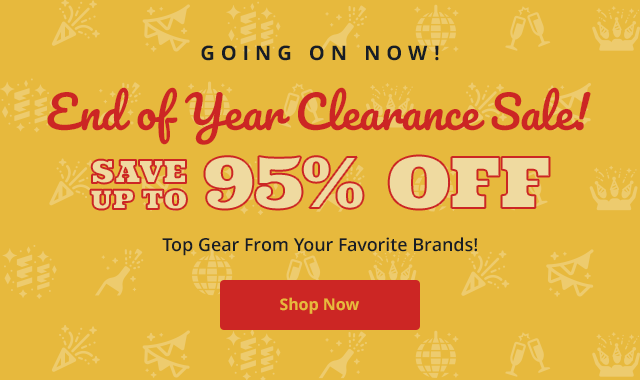 GOING ON NOW!
End of Year Clearance Sale!
SAVE
UP TO
95% OFF
Top Gear From Your Favorite Brands!
Shop Now